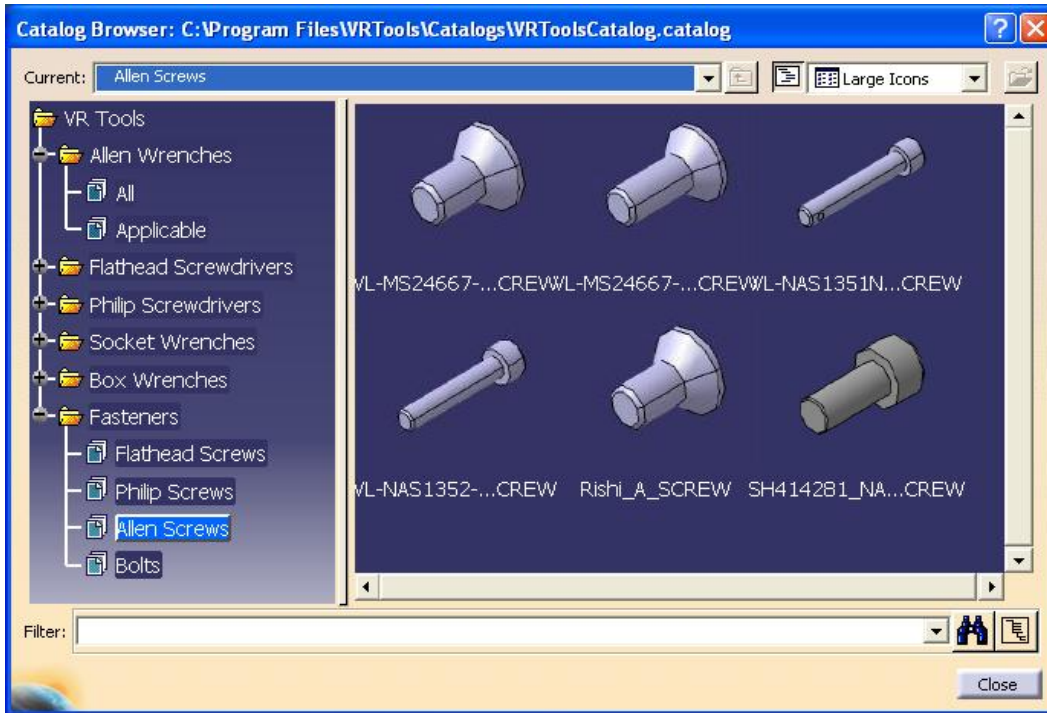 Catalog Browser: C:\Program Files\VRTools\Catalogs\VRToolsCatalog.catalog
Current: Allen Screws Large Icons
VR Tools
Allen Wrenches
All
Applicable
Flathead Screwdrivers
Philip Screwdrivers
Socket Wrenches
Box Wrenches
Fasteners
Flathead Screws
Philip Screws
Allen Screws
Bolts
VL-MS24667-...CREW VL-MS24667-...CREW VL-NAS1351N...CREW
VL-NAS1352-...CREW Rishi_A_SCREW SH414281_NA...CREW
Filter:
Close